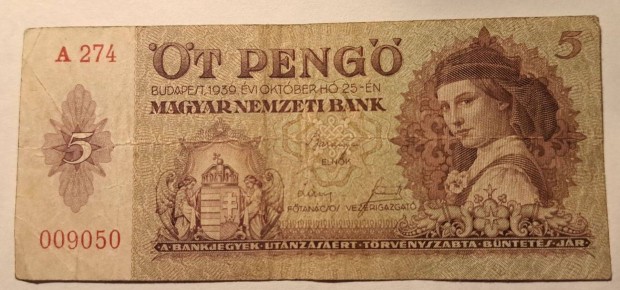 A 274
ÖT PENGŐ
5
BUDAPEST, 1939. ÉVI OKTÓBER HÓ 25-ÉN
MAGYAR NEMZETI BANK
5
ELNÖK
FŐTANÁCSOS VEZÉRIGAZGATÓ
009050
A BANKJEGYEK UTÁNZÁSÁÉRT TÖRVÉNYSZABTA BÜNTETÉS JÁR.